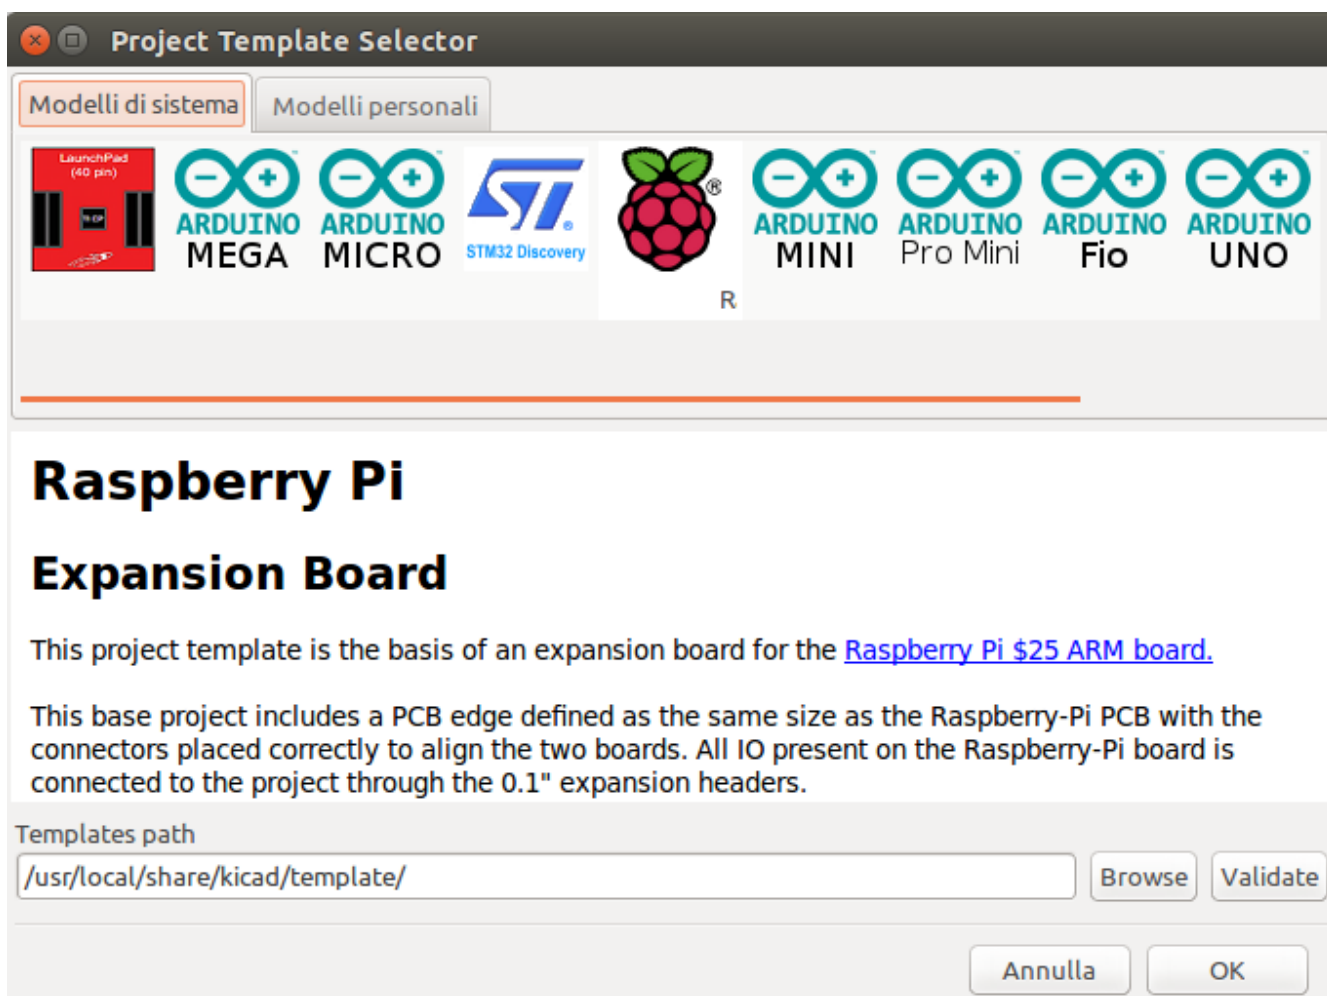 Project Template Selector
Modelli di sistema
Modelli personali
LaunchPad
(40 pin)
ARDUINO
MEGA
ARDUINO
MICRO
ST
STM32 Discovery
®
R
ARDUINO
MINI
ARDUINO
Pro Mini
ARDUINO
Fio
ARDUINO
UNO
Raspberry Pi
Expansion Board
This project template is the basis of an expansion board for the Raspberry Pi $25 ARM board.
This base project includes a PCB edge defined as the same size as the Raspberry-Pi PCB with the
connectors placed correctly to align the two boards. All IO present on the Raspberry-Pi board is
connected to the project through the 0.1" expansion headers.
Templates path
/usr/local/share/kicad/template/
Browse
Validate
Annulla
OK